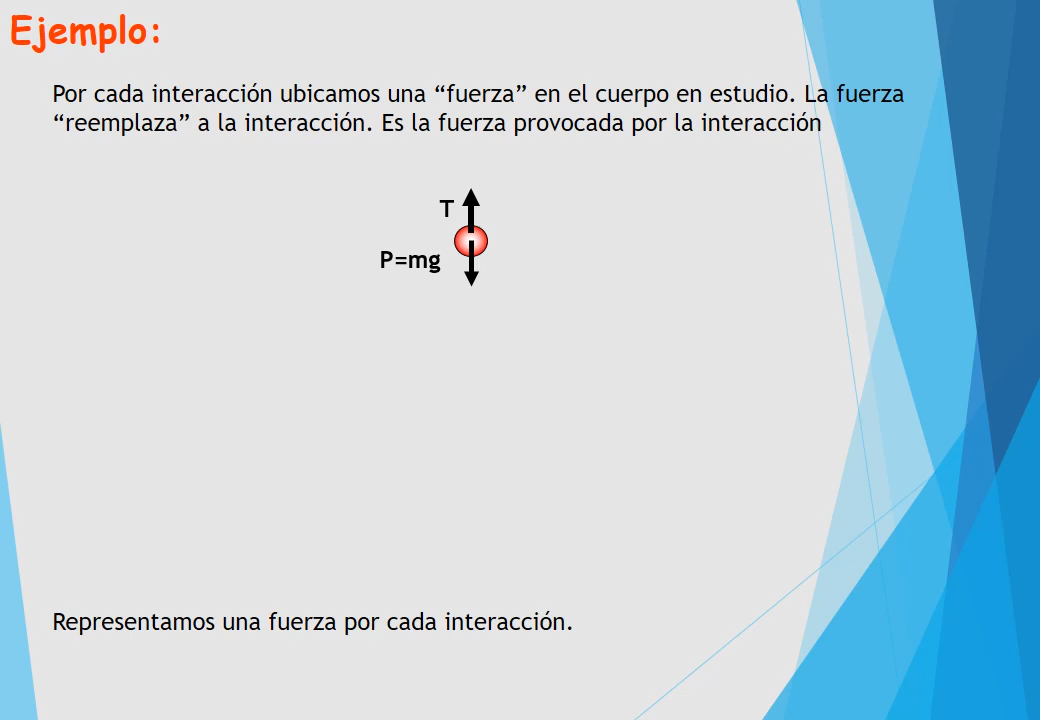 Ejemplo:
Por cada interacción ubicamos una “fuerza” en el cuerpo en estudio. La fuerza
“reemplaza” a la interacción. Es la fuerza provocada por la interacción
T
P=mg
Representamos una fuerza por cada interacción.